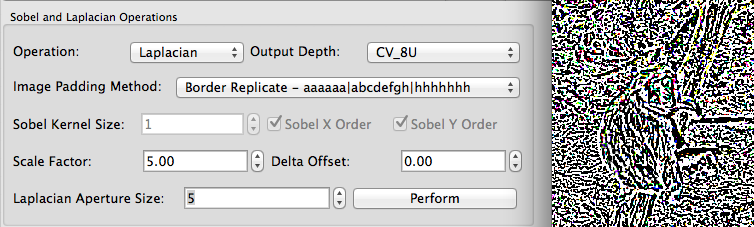 Sobel and Laplacian Operations
Operation: Laplacian Output Depth: CV_8U
Image Padding Method: Border Replicate - aaaaaa|abcdefgh|hhhhhhh
Sobel Kernel Size: 1 Sobel X Order Sobel Y Order
Scale Factor: 5.00 Delta Offset: 0.00
Laplacian Aperture Size: 5 Perform